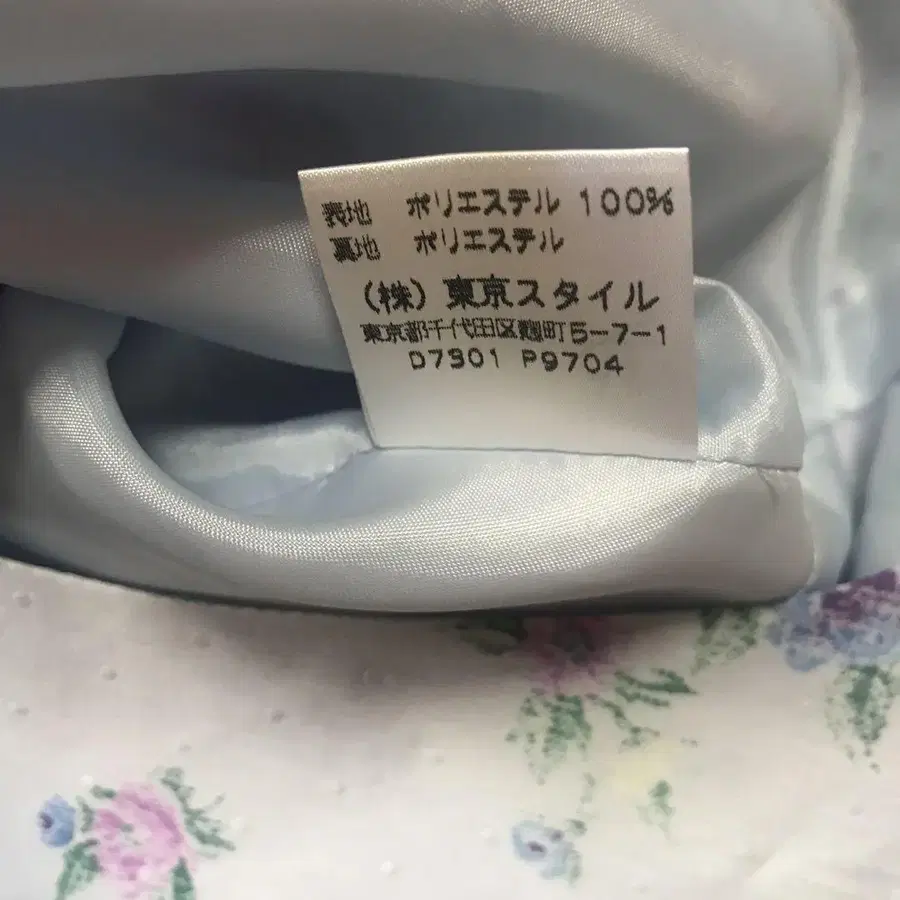 表地 ポリエステル 100%
裏地 ポリエステル
(株) 東京スタイル
東京都千代田区麹町5-7-1
D7301 P9704